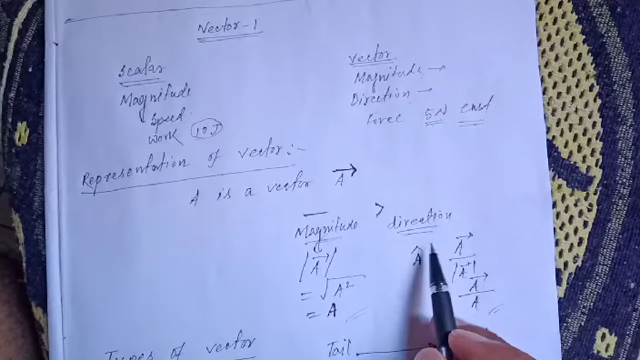 Vector-1
Scalar
Magnitude
Speed
Work 10J
Vector
Magnitude →
Direction →
Force 5N east
Representation of vector:-
A is a vector A⃗
Magnitude
|A⃗|
= √A²
= A
> direction
Â
A⃗
|A⃗|
A⃗
A
Types of vector
Tail